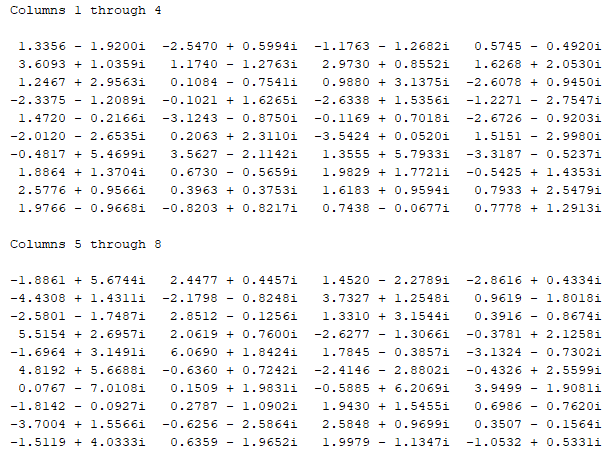 Columns 1 through 4
1.3356 - 1.9200i -2.5470 + 0.5994i -1.1763 - 1.2682i 0.5745 - 0.4920i
3.6093 + 1.0359i 1.1740 - 1.2763i 2.9730 + 0.8552i 1.6268 + 2.0530i
1.2467 + 2.9563i 0.1084 - 0.7541i 0.9880 + 3.1375i -2.6078 + 0.9450i
-2.3375 - 1.2089i -0.1021 + 1.6265i -2.6338 + 1.5356i -1.2271 - 2.7547i
1.4720 - 0.2166i -3.1243 - 0.8750i -0.1169 + 0.7018i -2.6726 - 0.9203i
-2.0120 - 2.6535i 0.2063 + 2.3110i -3.5424 + 0.0520i 1.5151 - 2.9980i
-0.4817 + 5.4699i 3.5627 - 2.1142i 1.3555 + 5.7933i -3.3187 - 0.5237i
1.8864 + 1.3704i 0.6730 - 0.5659i 1.9829 + 1.7721i -0.5425 + 1.4353i
2.5776 + 0.9566i 0.3963 + 0.3753i 1.6183 + 0.9594i 0.7933 + 2.5479i
1.9766 - 0.9668i -0.8203 + 0.8217i 0.7438 - 0.0677i 0.7778 + 1.2913i
Columns 5 through 8
-1.8861 + 5.6744i 2.4477 + 0.4457i 1.4520 - 2.2789i -2.8616 + 0.4334i
-4.4308 + 1.4311i -2.1798 - 0.8248i 3.7327 + 1.2548i 0.9619 - 1.8018i
-2.5801 - 1.7487i 2.8512 - 0.1256i 1.3310 + 3.1544i 0.3916 - 0.8674i
5.5154 + 2.6957i 2.0619 + 0.7600i -2.6277 - 1.3066i -0.3781 + 2.1258i
-1.6964 + 3.1491i 6.0690 + 1.8424i 1.7845 - 0.3857i -3.1324 - 0.7302i
4.8192 + 5.6688i -0.6360 + 0.7242i -2.4146 - 2.8802i -0.4326 + 2.5599i
0.0767 - 7.0108i 0.1509 + 1.9831i -0.5885 + 6.2069i 3.9499 - 1.9081i
-1.8142 - 0.0927i 0.2787 - 1.0902i 1.9430 + 1.5455i 0.6986 - 0.7620i
-3.7004 + 1.5566i -0.6256 - 2.5864i 2.5848 + 0.9699i 0.3507 - 0.1564i
-1.5119 + 4.0333i 0.6359 - 1.9652i 1.9979 - 1.1347i -1.0532 + 0.5331i